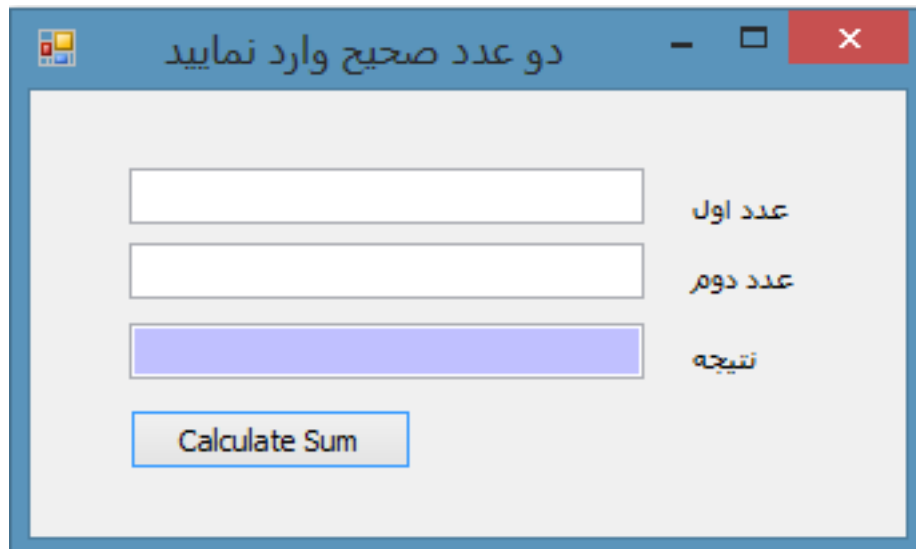 دو عدد صحیح وارد نمایید
عدد اول
عدد دوم
نتیجه
Calculate Sum